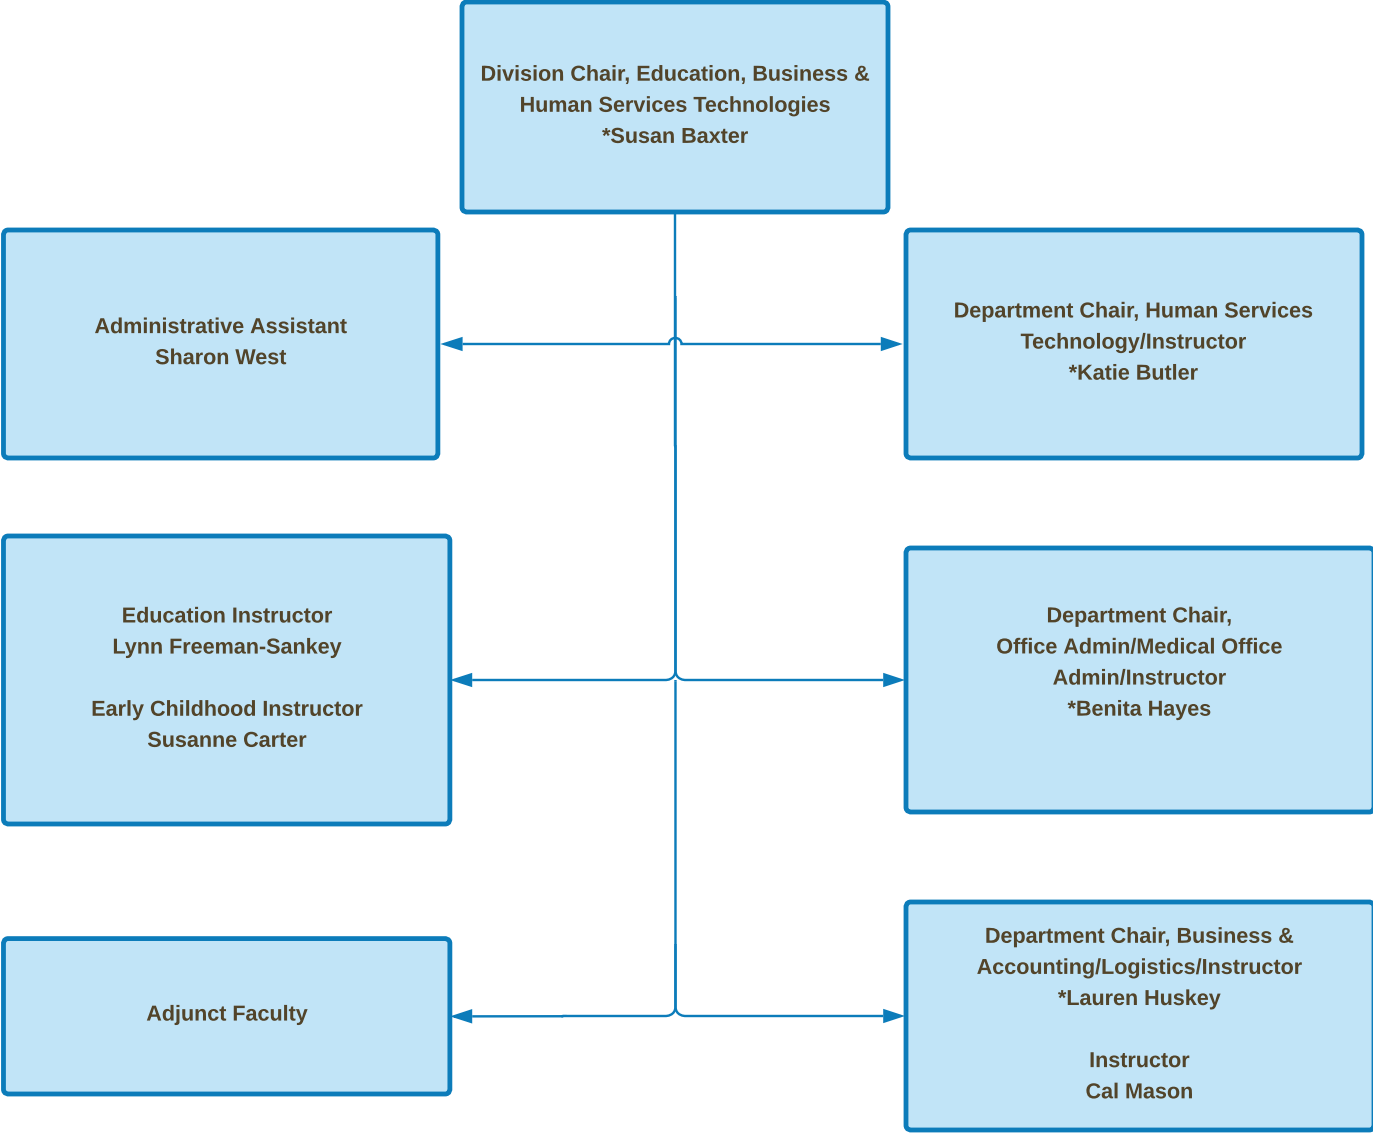 Division Chair, Education, Business &
Human Services Technologies
*Susan Baxter
Administrative Assistant
Sharon West
Department Chair, Human Services
Technology/Instructor
*Katie Butler
Education Instructor
Lynn Freeman-Sankey
Early Childhood Instructor
Susanne Carter
Department Chair,
Office Admin/Medical Office
Admin/Instructor
*Benita Hayes
Adjunct Faculty
Department Chair, Business &
Accounting/Logistics/Instructor
*Lauren Huskey
Instructor
Cal Mason